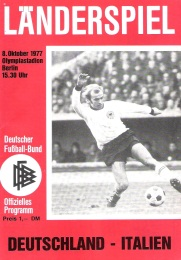 LÄNDERSPIEL
8. Oktober 1977
Olympiastadion
Berlin
15.30 Uhr
Deutscher
Fußball-Bund
DFB
Offizielles
Programm
Preis 1,- DM
DEUTSCHLAND - ITALIEN